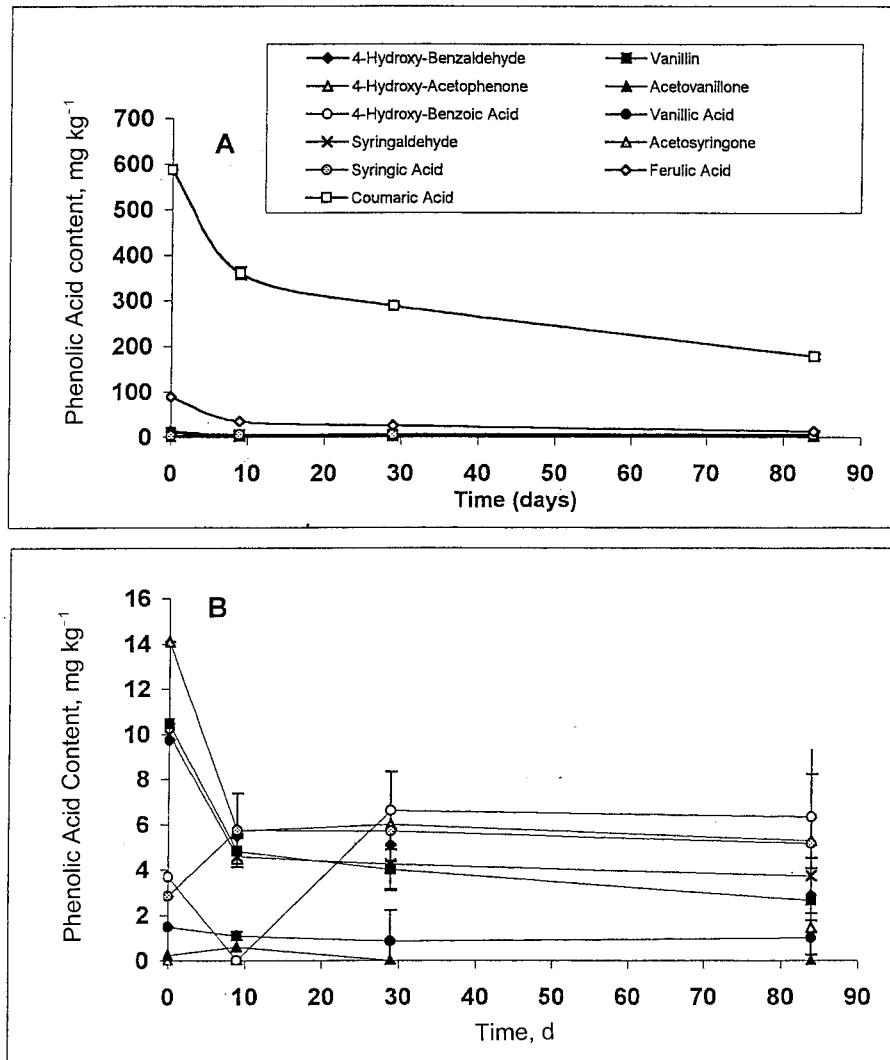 4-Hydroxy-Benzaldehyde Vanillin
4-Hydroxy-Acetophenone Acetovanillone
4-Hydroxy-Benzoic Acid Vanillic Acid
Syringaldehyde Acetosyringone
Syringic Acid Ferulic Acid
Coumaric Acid
A
Phenolic Acid content, mg kg⁻¹
700
600
500
400
300
200
100
0
0 10 20 30 40 50 60 70 80 90
Time (days)
B
Phenolic Acid Content, mg kg⁻¹
16
14
12
10
8
6
4
2
0
0 10 20 30 40 50 60 70 80 90
Time, d